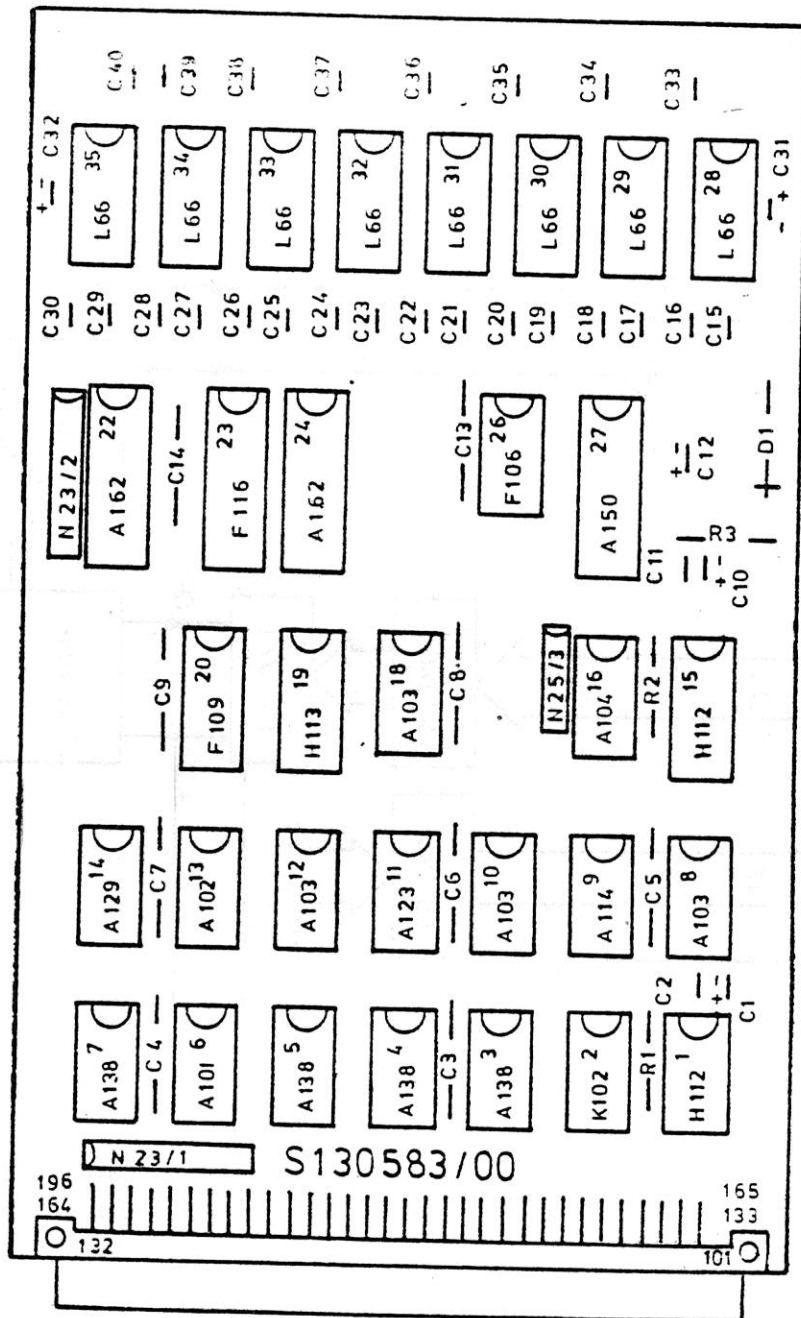 C40 C39 C38 C37 C36 C35 C34 C33
+ - C32
L66 35
L66 34
L66 33
L66 32
L66 31
L66 30
L66 29
L66 28
- + C31
C30 C29 C28 C27 C26 C25 C24 C23 C22 C21 C20 C19 C18 C17 C16 C15
N 23/2
A162 22
C14
F116 23
A162 24
C13
F106 26
A150 27
+ - C12
D1
R3
C11
+ - C10
C9
F109 20
H113 19
A103 18
C8
N25/3
A104 16
R2
H112 15
A129 14
C7
A102 13
A103 12
A123 11
C6
A103 10
A114 9
C5
A103 8
C2
+ - C1
A138 7
C4
A101 6
A138 5
A138 4
C3
A138 3
K102 2
R1
H112 1
N 23/1
S130583/00
196 165
164 133
132 101